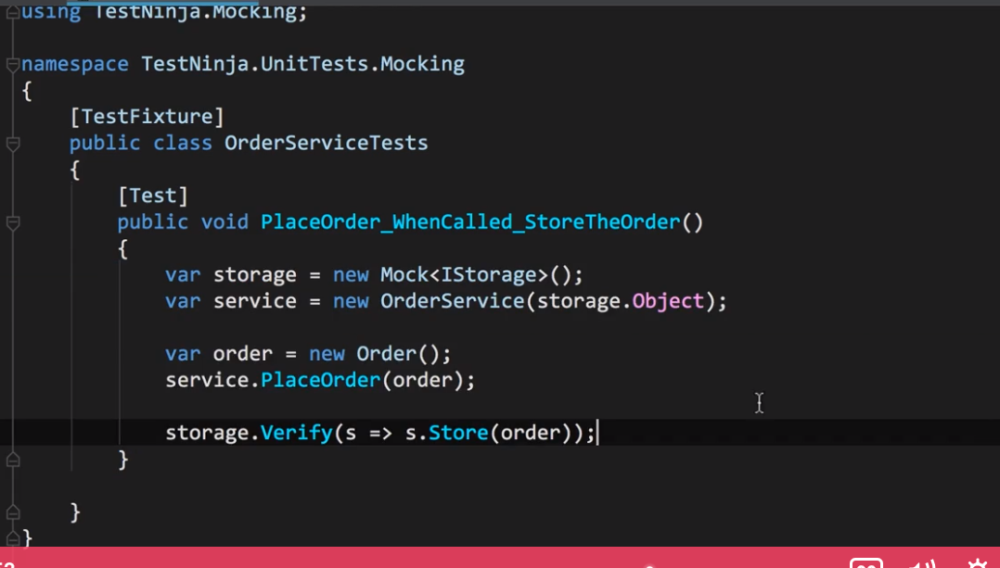 using TestNinja.Mocking;
namespace TestNinja.UnitTests.Mocking
{
[TestFixture]
public class OrderServiceTests
{
[Test]
public void PlaceOrder_WhenCalled_StoreTheOrder()
{
var storage = new Mock<IStorage>();
var service = new OrderService(storage.Object);
var order = new Order();
service.PlaceOrder(order);
storage.Verify(s => s.Store(order));
}
}
}